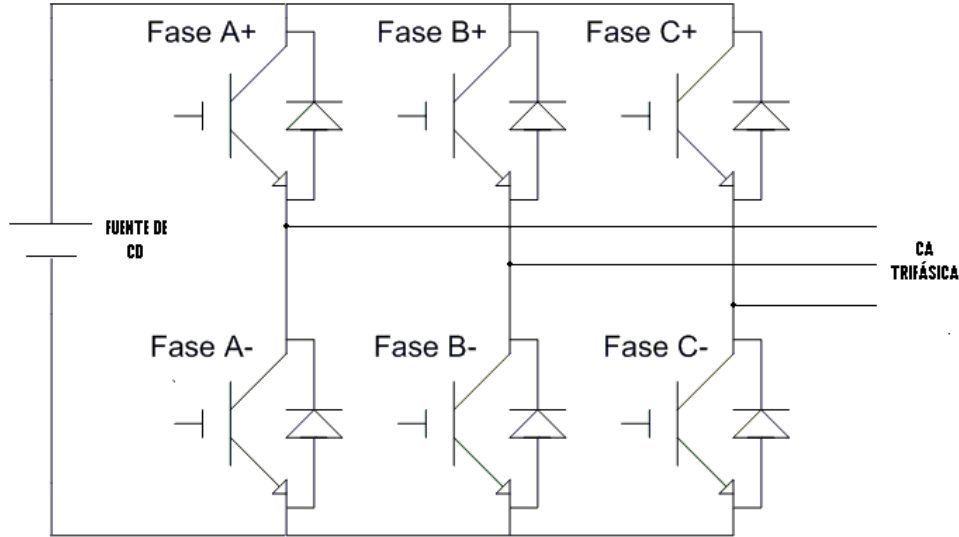 Fase A+
Fase B+
Fase C+
FUENTE DE
CD
CA
TRIFÁSICA
Fase A-
Fase B-
Fase C-